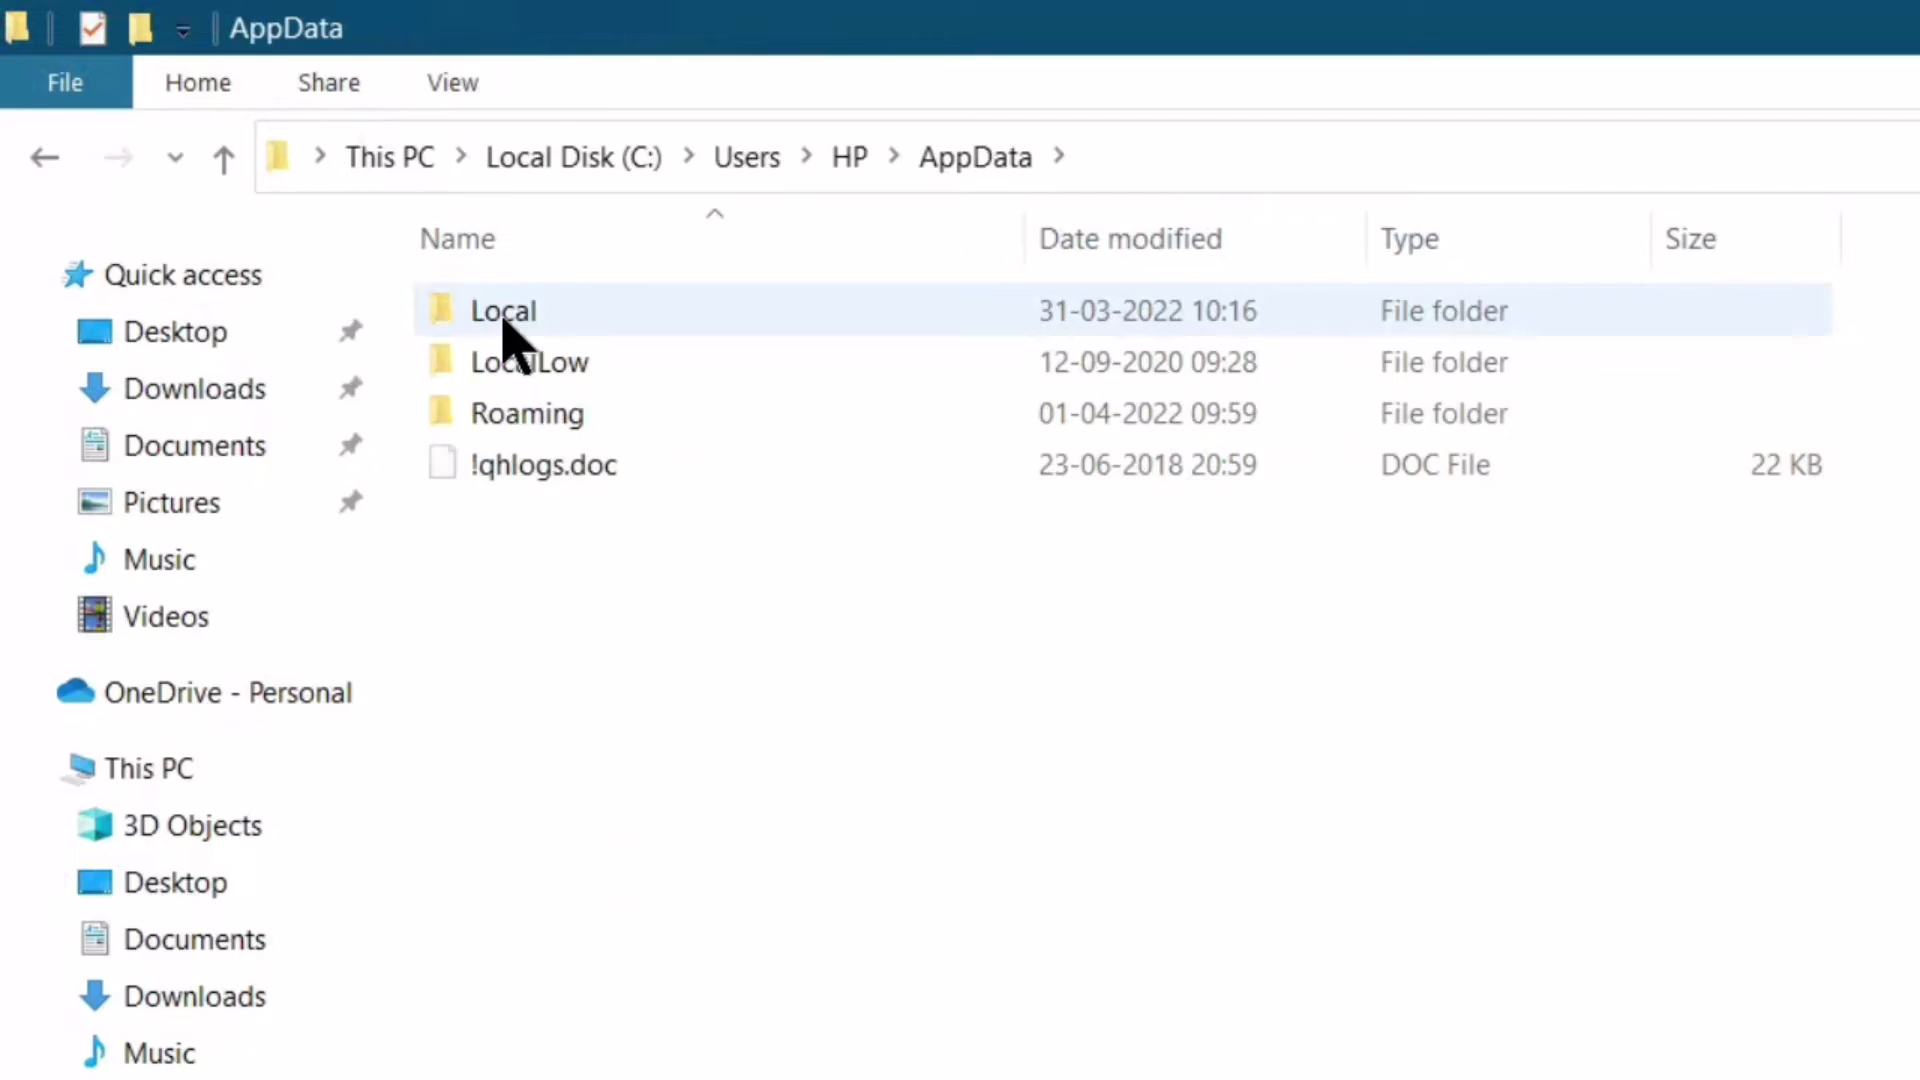 AppData
File Home Share View
This PC Local Disk (C:) Users HP AppData
Name Date modified Type Size
Quick access
Desktop
Downloads
Documents
Pictures
Music
Videos
OneDrive - Personal
This PC
3D Objects
Desktop
Documents
Downloads
Music
Local 31-03-2022 10:16 File folder
LocalLow 12-09-2020 09:28 File folder
Roaming 01-04-2022 09:59 File folder
!qhlogs.doc 23-06-2018 20:59 DOC File 22 KB